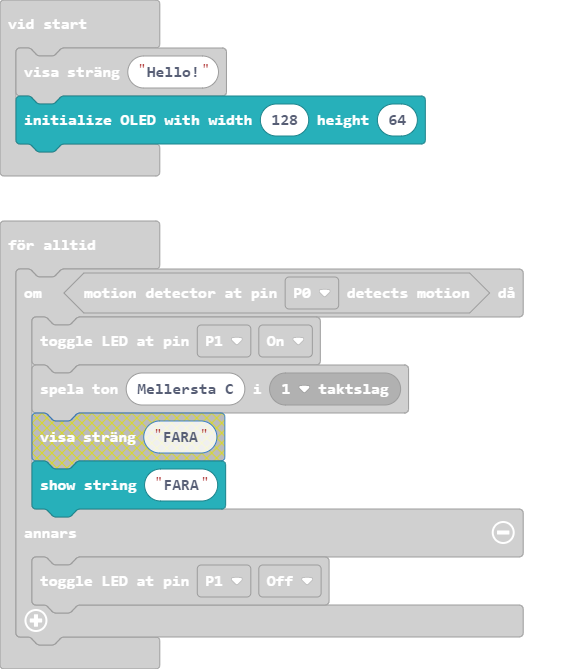 vid start
visa sträng "Hello!"
initialize OLED with width 128 height 64
för alltid
om motion detector at pin P0 detects motion då
toggle LED at pin P1 On
spela ton Mellersta C i 1 taktslag
visa sträng "FARA"
show string "FARA"
annars
toggle LED at pin P1 Off